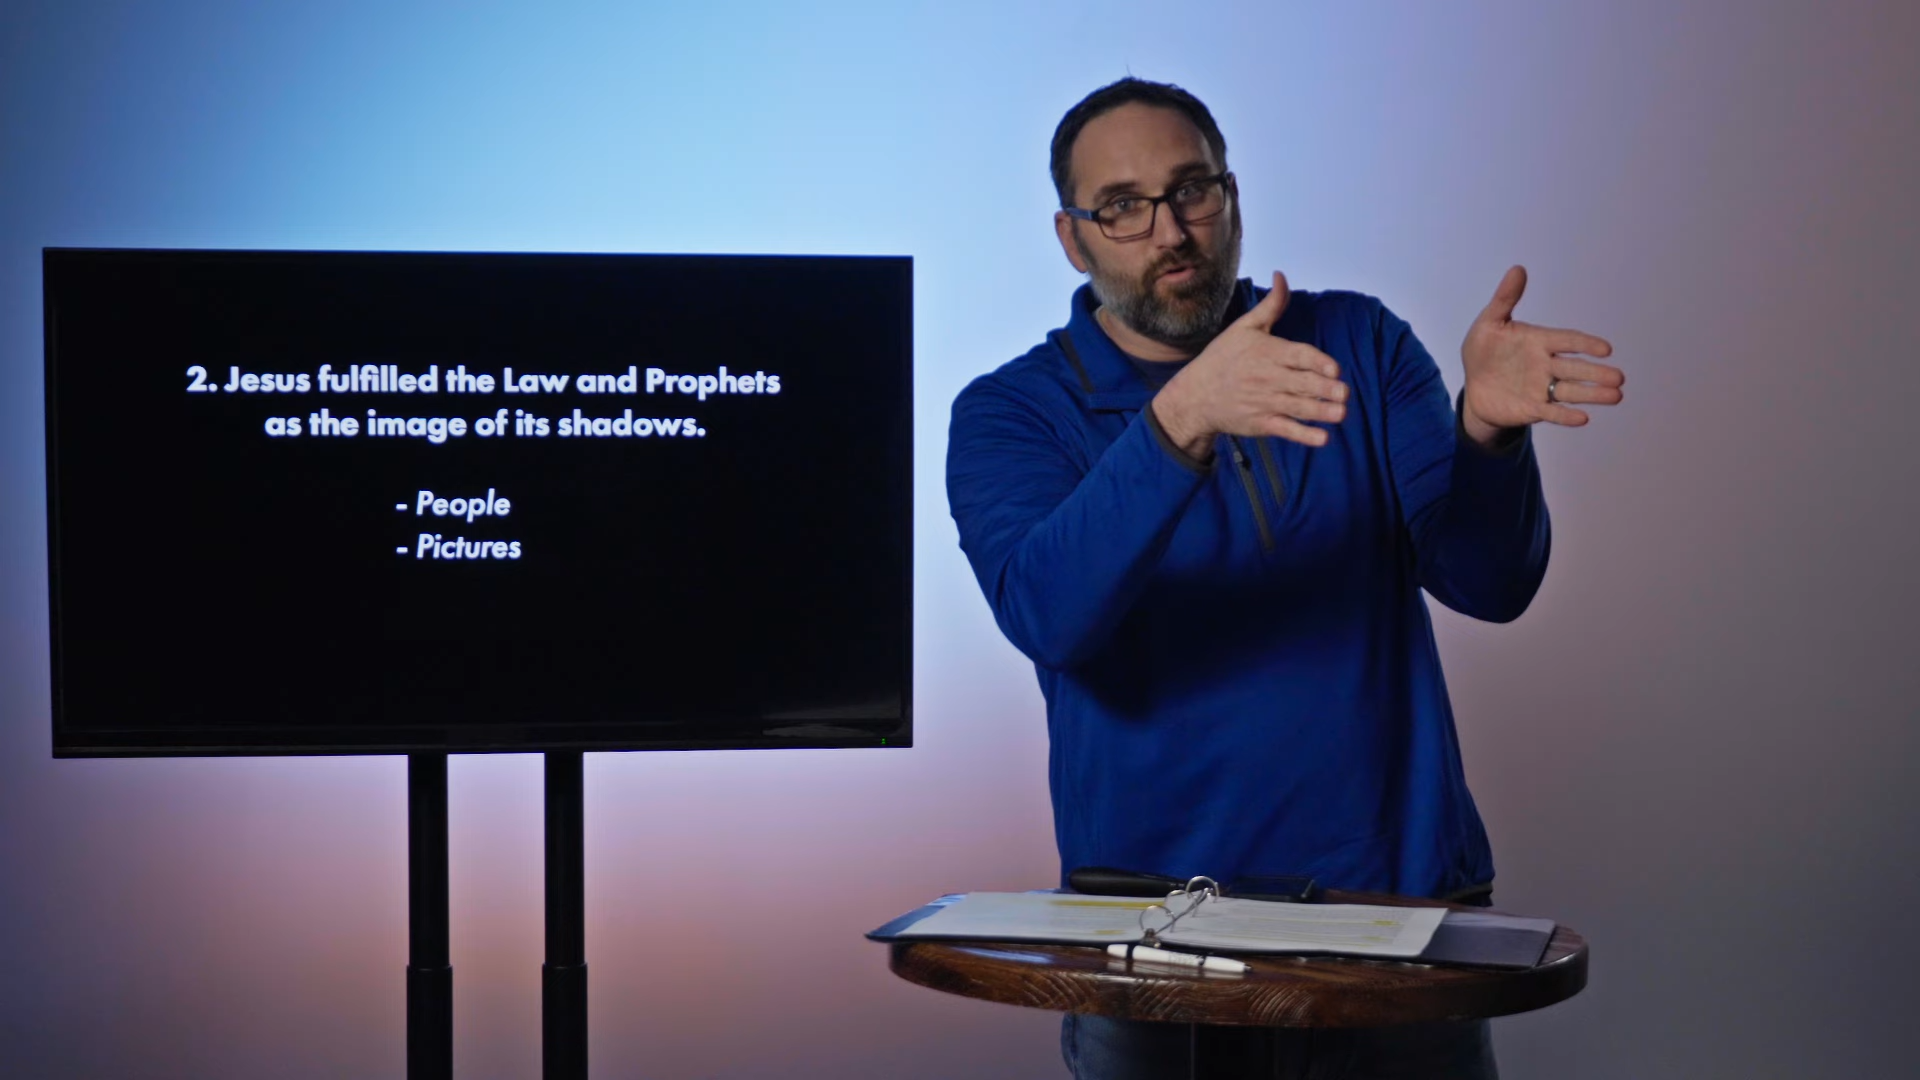 2. Jesus fulfilled the Law and Prophets
as the image of its shadows.
- People
- Pictures